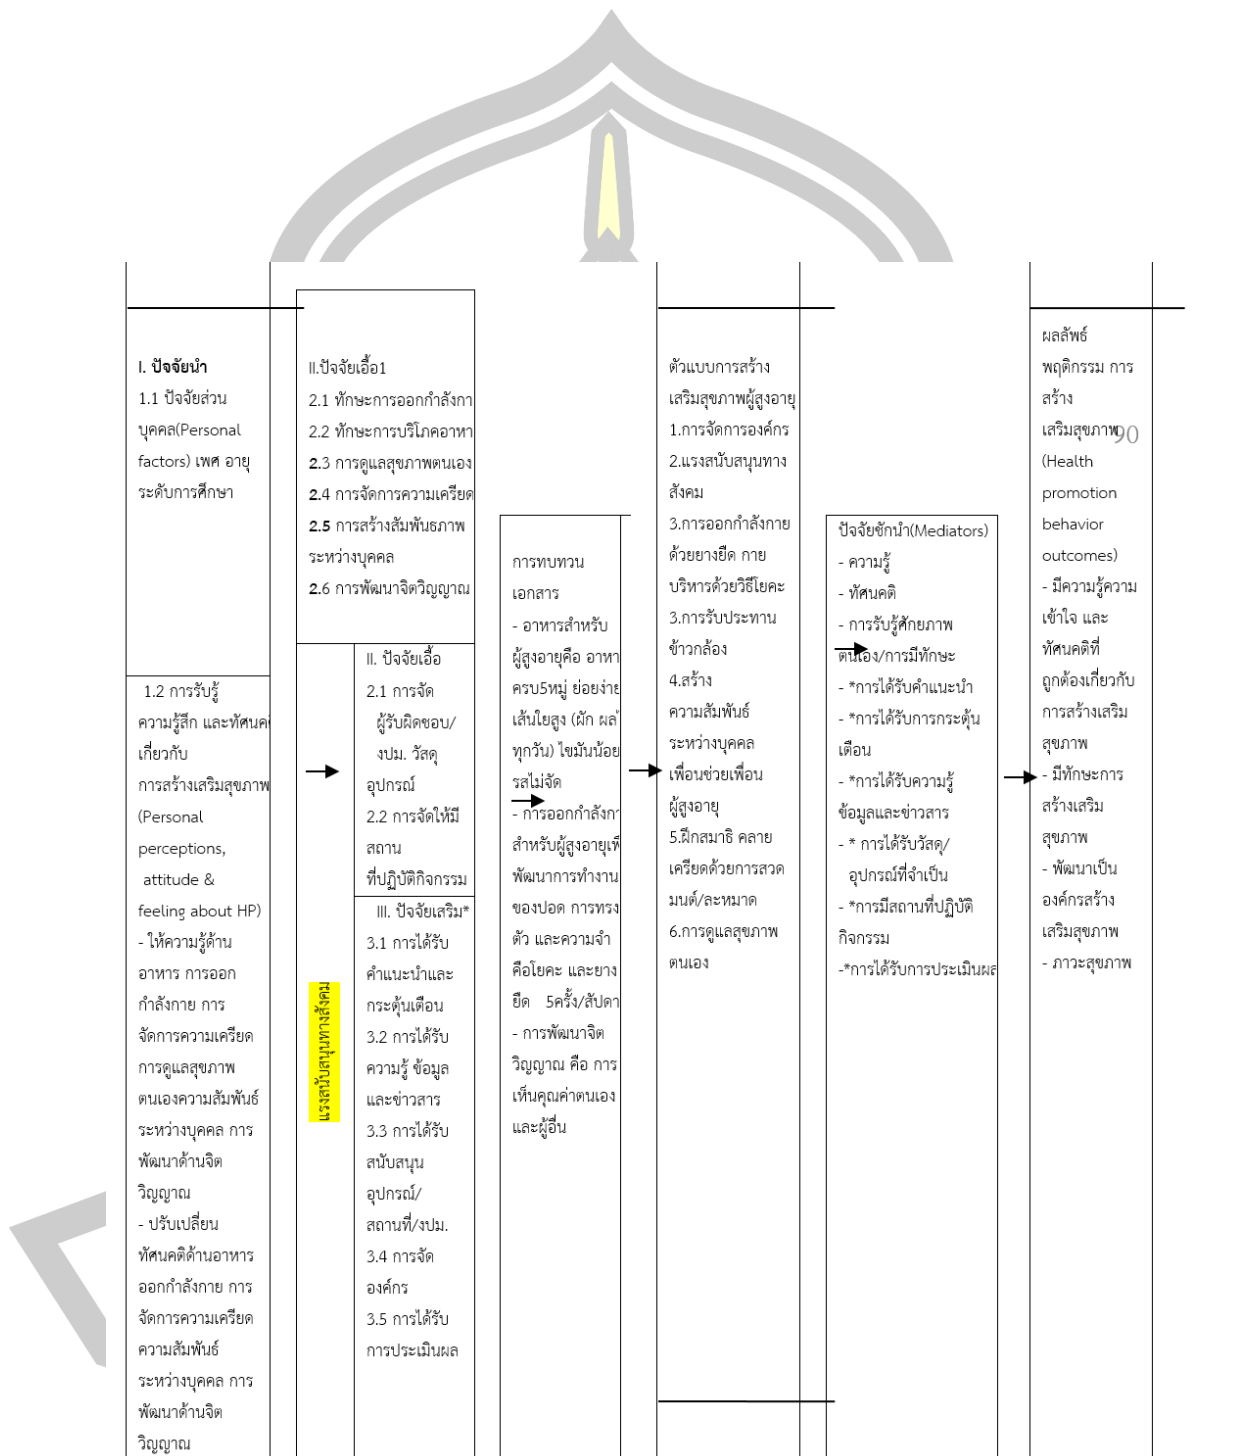 I. ปัจจัยนำ
1.1 ปัจจัยส่วน
บุคคล(Personal
factors) เพศ อายุ
ระดับการศึกษา
1.2 การรับรู้
ความรู้สึก และทัศนค
เกี่ยวกับ
การสร้างเสริมสุขภาพ
(Personal
perceptions,
attitude &
feeling about HP)
- ให้ความรู้ด้าน
อาหาร การออก
กำลังกาย การ
จัดการความเครียด
การดูแลสุขภาพ
ตนเองความสัมพันธ์
ระหว่างบุคคล การ
พัฒนาด้านจิต
วิญญาณ
- ปรับเปลี่ยน
ทัศนคติด้านอาหาร
ออกกำลังกาย การ
จัดการความเครียด
ความสัมพันธ์
ระหว่างบุคคล การ
พัฒนาด้านจิต
วิญญาณ
II.ปัจจัยเอื้อ1
2.1 ทักษะการออกกำลังกา
2.2 ทักษะการบริโภคอาหา
2.3 การดูแลสุขภาพตนเอง
2.4 การจัดการความเครียด
2.5 การสร้างสัมพันธภาพ
ระหว่างบุคคล
2.6 การพัฒนาจิตวิญญาณ
แรงสนับสนุนทางสังคม
II. ปัจจัยเอื้อ
2.1 การจัด
ผู้รับผิดชอบ/
งปม. วัสดุ
อุปกรณ์
2.2 การจัดให้มี
สถาน
ที่ปฏิบัติกิจกรรม
III. ปัจจัยเสริม*
3.1 การได้รับ
คำแนะนำและ
กระตุ้นเตือน
3.2 การได้รับ
ความรู้ ข้อมูล
และข่าวสาร
3.3 การได้รับ
สนับสนุน
อุปกรณ์/
สถานที่/งปม.
3.4 การจัด
องค์กร
3.5 การได้รับ
การประเมินผล
การทบทวน
เอกสาร
- อาหารสำหรับ
ผู้สูงอายุคือ อาหา
ครบ5หมู่ ย่อยง่าย
เส้นใยสูง (ผัก ผลไ
ทุกวัน) ไขมันน้อย
รสไม่จัด
- การออกกำลังกา
สำหรับผู้สูงอายุเพื
พัฒนาการทำงาน
ของปอด การทรง
ตัว และความจำ
คือโยคะ และยาง
ยืด 5ครั้ง/สัปดา
- การพัฒนาจิต
วิญญาณ คือ การ
เห็นคุณค่าตนเอง
และผู้อื่น
ตัวแบบการสร้าง
เสริมสุขภาพผู้สูงอายุ
1.การจัดการองค์กร
2.แรงสนับสนุนทาง
สังคม
3.การออกกำลังกาย
ด้วยยางยืด กาย
บริหารด้วยวิธีโยคะ
3.การรับประทาน
ข้าวกล้อง
4.สร้าง
ความสัมพันธ์
ระหว่างบุคคล
เพื่อนช่วยเพื่อน
ผู้สูงอายุ
5.ฝึกสมาธิ คลาย
เครียดด้วยการสวด
มนต์/ละหมาด
6.การดูแลสุขภาพ
ตนเอง
ปัจจัยชักนำ(Mediators)
- ความรู้
- ทัศนคติ
- การรับรู้ศักยภาพ
ตนเอง/การมีทักษะ
- *การได้รับคำแนะนำ
- *การได้รับการกระตุ้น
เตือน
- *การได้รับความรู้
ข้อมูลและข่าวสาร
- * การได้รับวัสดุ/
อุปกรณ์ที่จำเป็น
- *การมีสถานที่ปฏิบัติ
กิจกรรม
-*การได้รับการประเมินผล
ผลลัพธ์
พฤติกรรม การ
สร้าง
เสริมสุขภาพ
(Health
promotion
behavior
outcomes)
- มีความรู้ความ
เข้าใจ และ
ทัศนคติที่
ถูกต้องเกี่ยวกับ
การสร้างเสริม
สุขภาพ
- มีทักษะการ
สร้างเสริม
สุขภาพ
- พัฒนาเป็น
องค์กรสร้าง
เสริมสุขภาพ
- ภาวะสุขภาพ
90